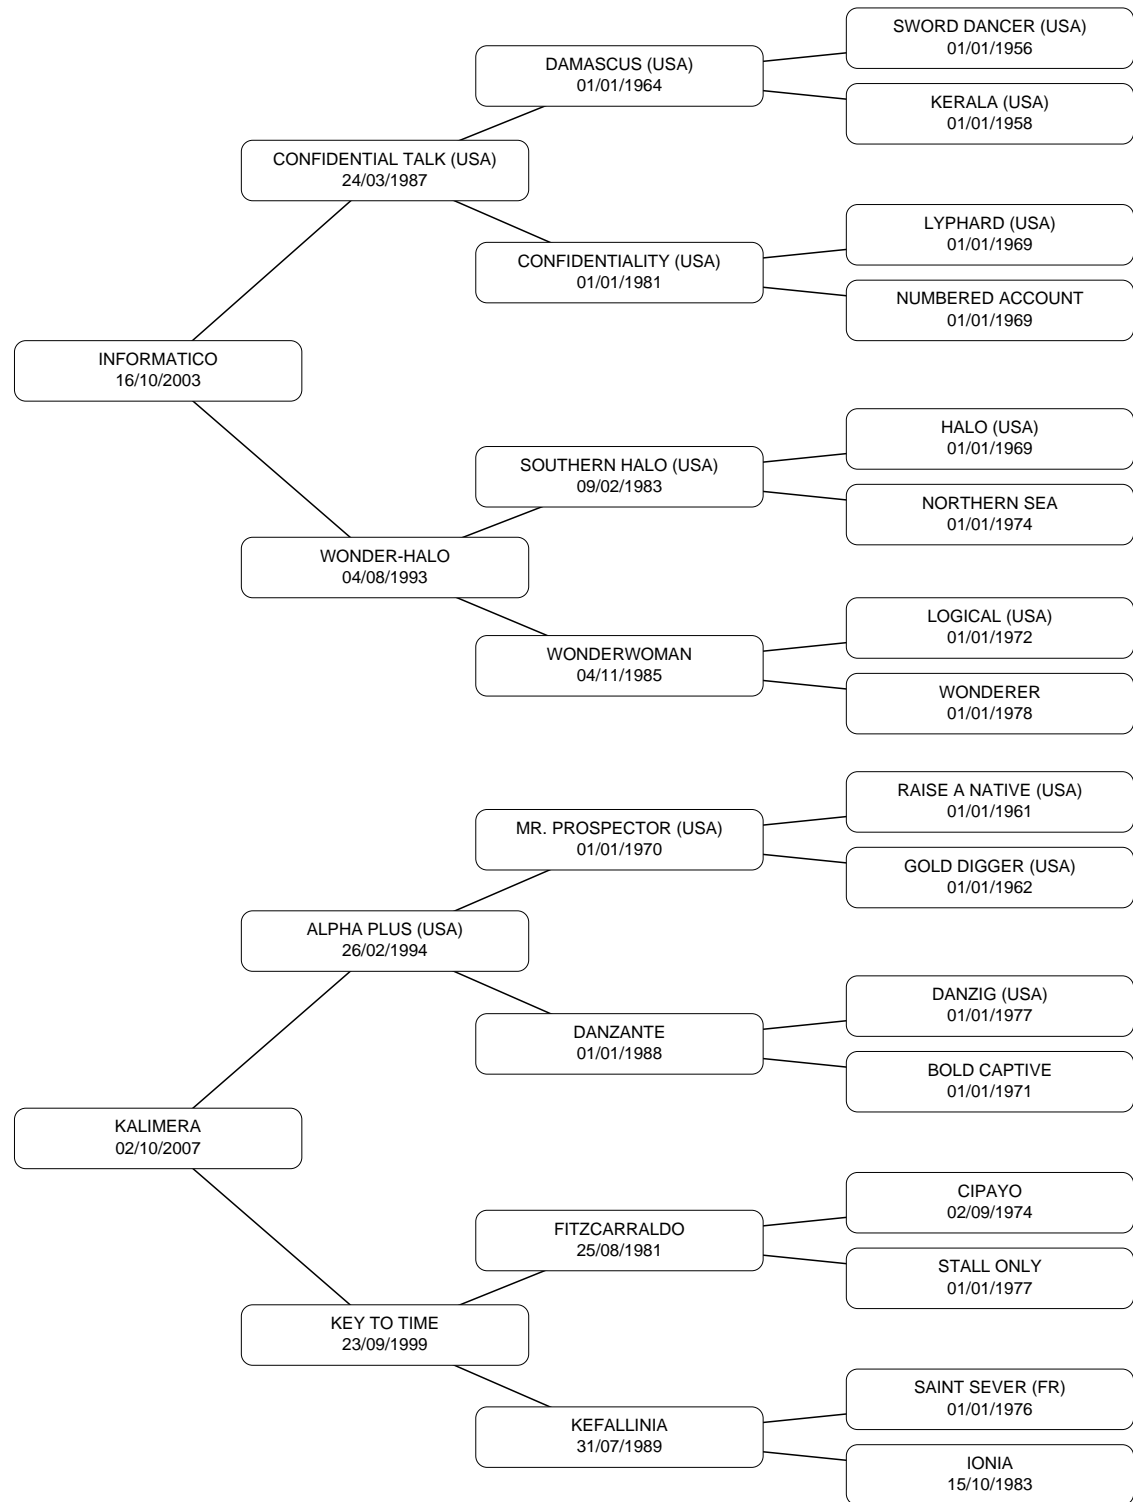 SWORD DANCER (USA)
01/01/1956
DAMASCUS (USA)
01/01/1964
KERALA (USA)
01/01/1958
CONFIDENTIAL TALK (USA)
24/03/1987
LYPHARD (USA)
01/01/1969
CONFIDENTIALITY (USA)
01/01/1981
NUMBERED ACCOUNT
01/01/1969
INFORMATICO
16/10/2003
HALO (USA)
01/01/1969
SOUTHERN HALO (USA)
09/02/1983
NORTHERN SEA
01/01/1974
WONDER-HALO
04/08/1993
LOGICAL (USA)
01/01/1972
WONDERWOMAN
04/11/1985
WONDERER
01/01/1978
RAISE A NATIVE (USA)
01/01/1961
MR. PROSPECTOR (USA)
01/01/1970
GOLD DIGGER (USA)
01/01/1962
ALPHA PLUS (USA)
26/02/1994
DANZIG (USA)
01/01/1977
DANZANTE
01/01/1988
BOLD CAPTIVE
01/01/1971
KALIMERA
02/10/2007
CIPAYO
02/09/1974
FITZCARRALDO
25/08/1981
STALL ONLY
01/01/1977
KEY TO TIME
23/09/1999
SAINT SEVER (FR)
01/01/1976
KEFALLINIA
31/07/1989
IONIA
15/10/1983